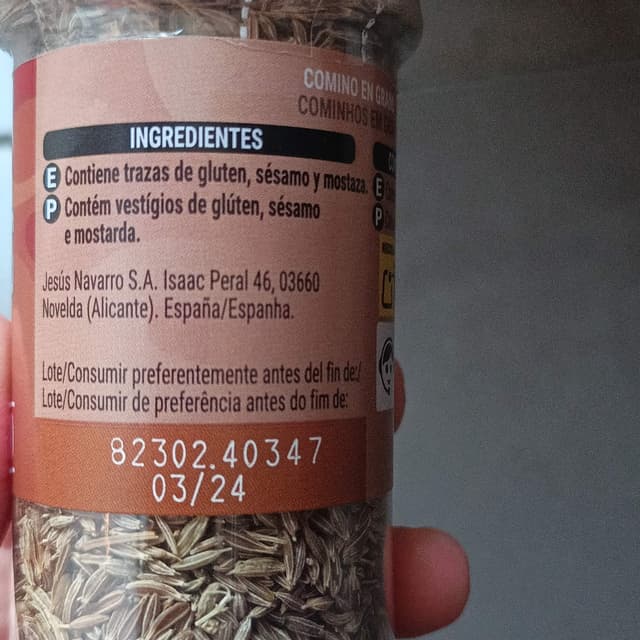 COMINO EN GRANO
COMINHOS EM
INGREDIENTES
E Contiene trazas de gluten, sésamo y mostaza.
P Contém vestígios de glúten, sésamo
e mostarda.
E
P
Jesús Navarro S.A. Isaac Peral 46, 03660
Novelda (Alicante). España/Espanha.
Lote/Consumir preferentemente antes del fin de:/
Lote/Consumir de preferência antes do fim de:
82302.40347
03/24